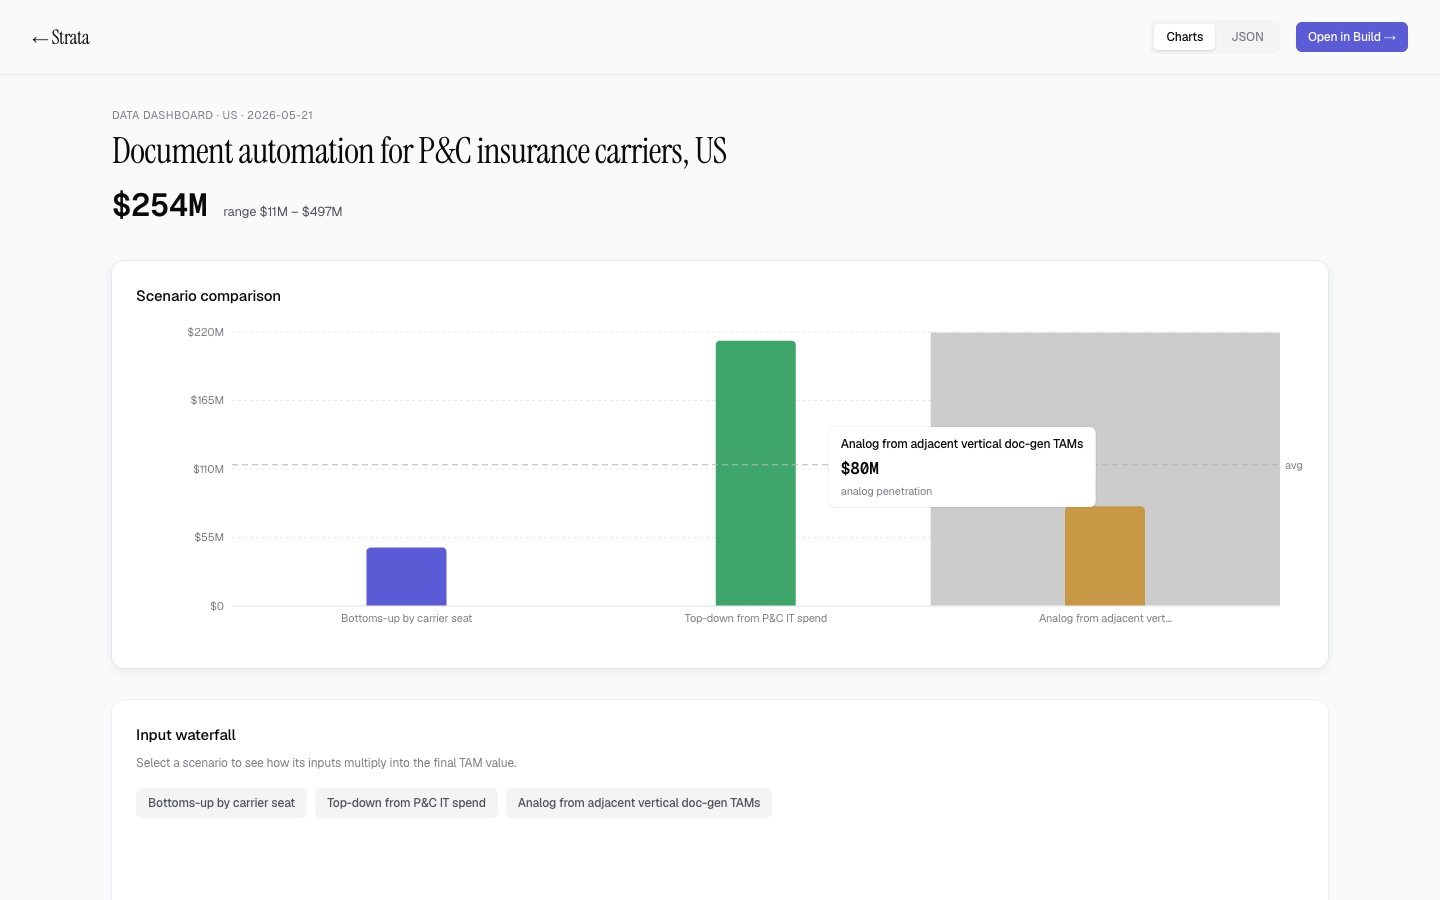 ← Strata
Charts
JSON
Open in Build →
DATA DASHBOARD · US · 2026-05-21
Document automation for P&C insurance carriers, US
$254M range $11M – $497M
Scenario comparison
$220M
$165M
$110M
$55M
$0
avg
Analog from adjacent vertical doc-gen TAMs
$80M
analog penetration
Bottoms-up by carrier seat
Top-down from P&C IT spend
Analog from adjacent vert...
Input waterfall
Select a scenario to see how its inputs multiply into the final TAM value.
Bottoms-up by carrier seat
Top-down from P&C IT spend
Analog from adjacent vertical doc-gen TAMs